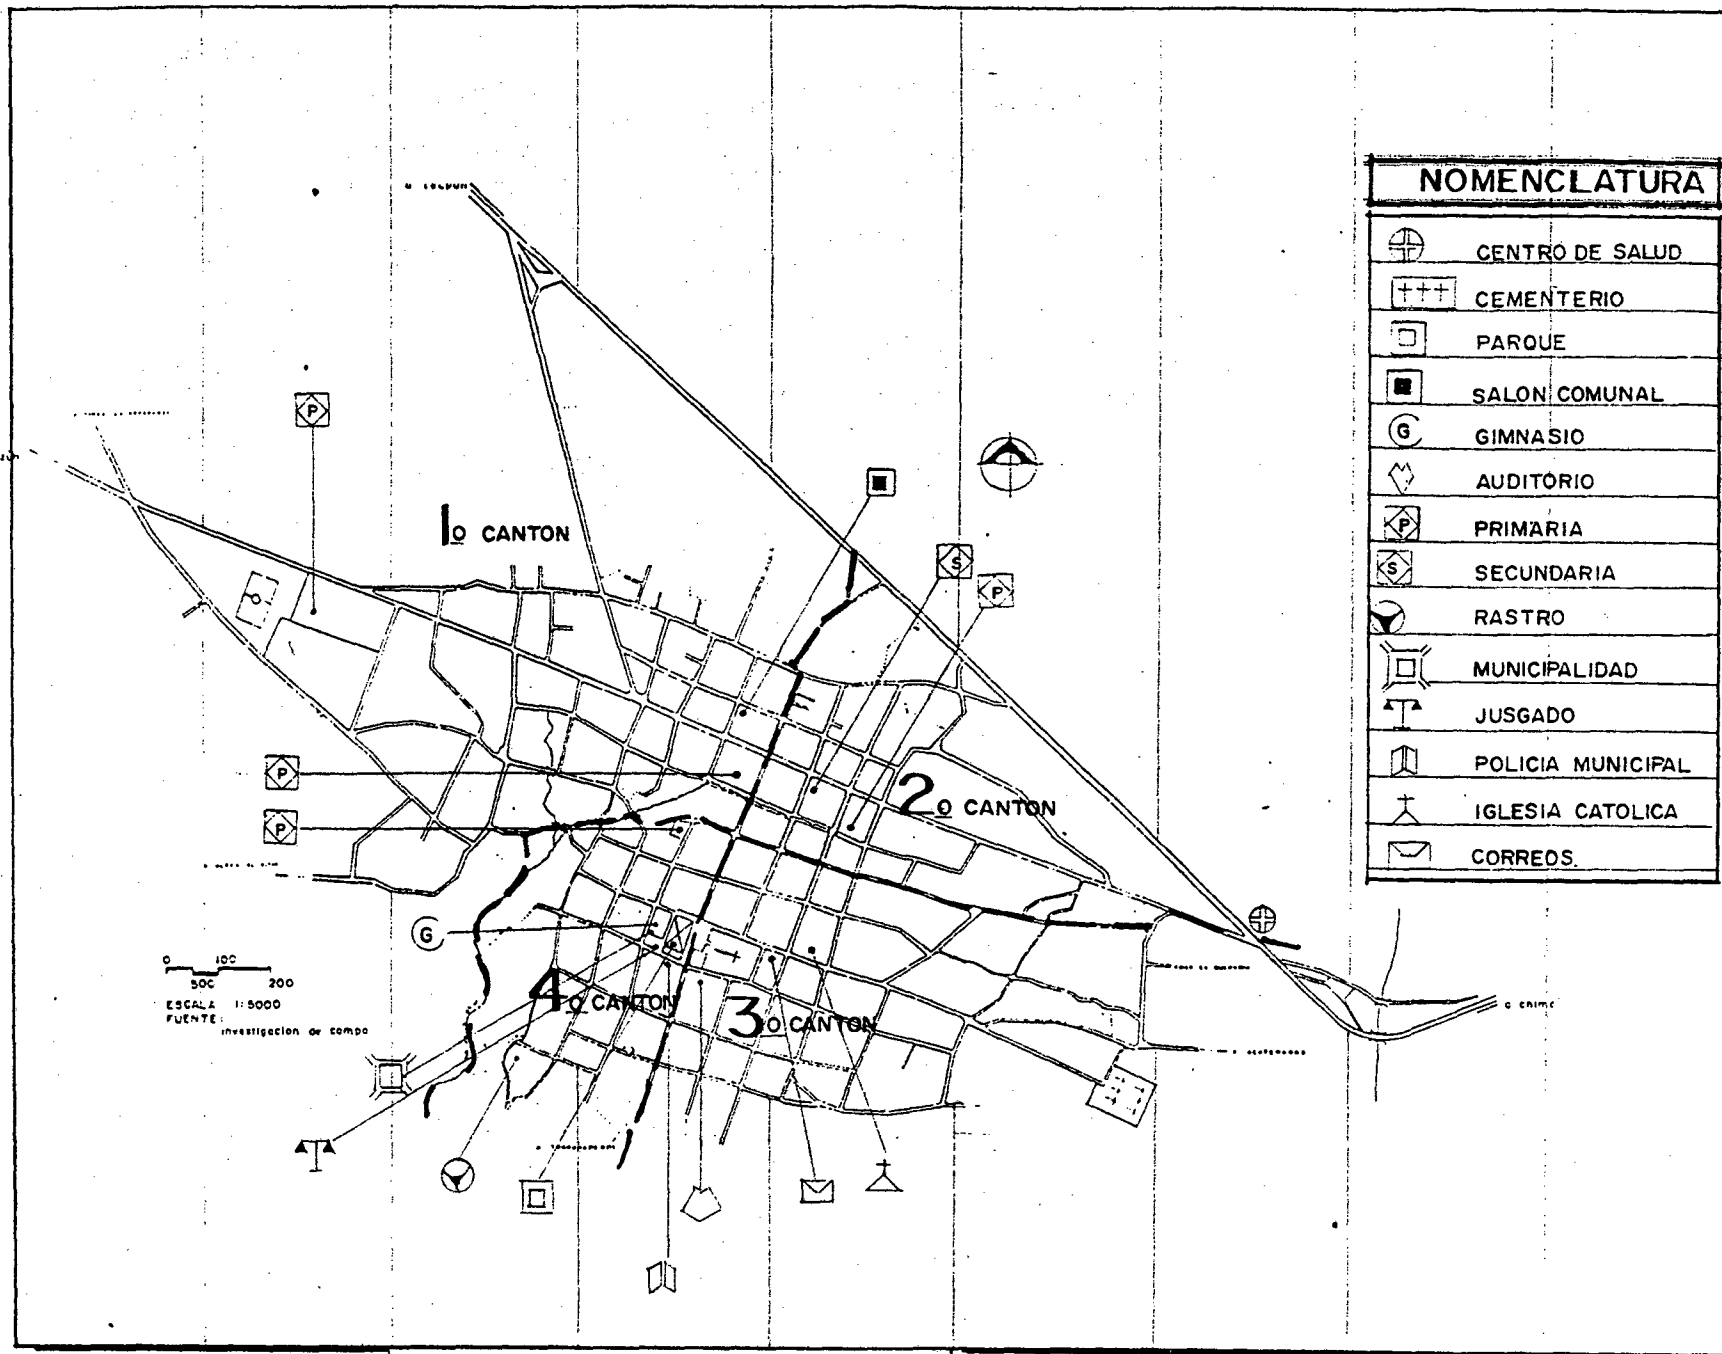 NOMENCLATURA
CENTRO DE SALUD
CEMENTERIO
PARQUE
SALON COMUNAL
G GIMNASIO
AUDITORIO
P PRIMARIA
S SECUNDARIA
RASTRO
MUNICIPALIDAD
JUSGADO
POLICIA MUNICIPAL
IGLESIA CATOLICA
CORREOS.
P
1o CANTON
S
P
P
2o CANTON
P
G
4o CANTON
3o CANTON
a chimc
0 100
500 200
ESCALA 1:5000
FUENTE:
investigacion de campo